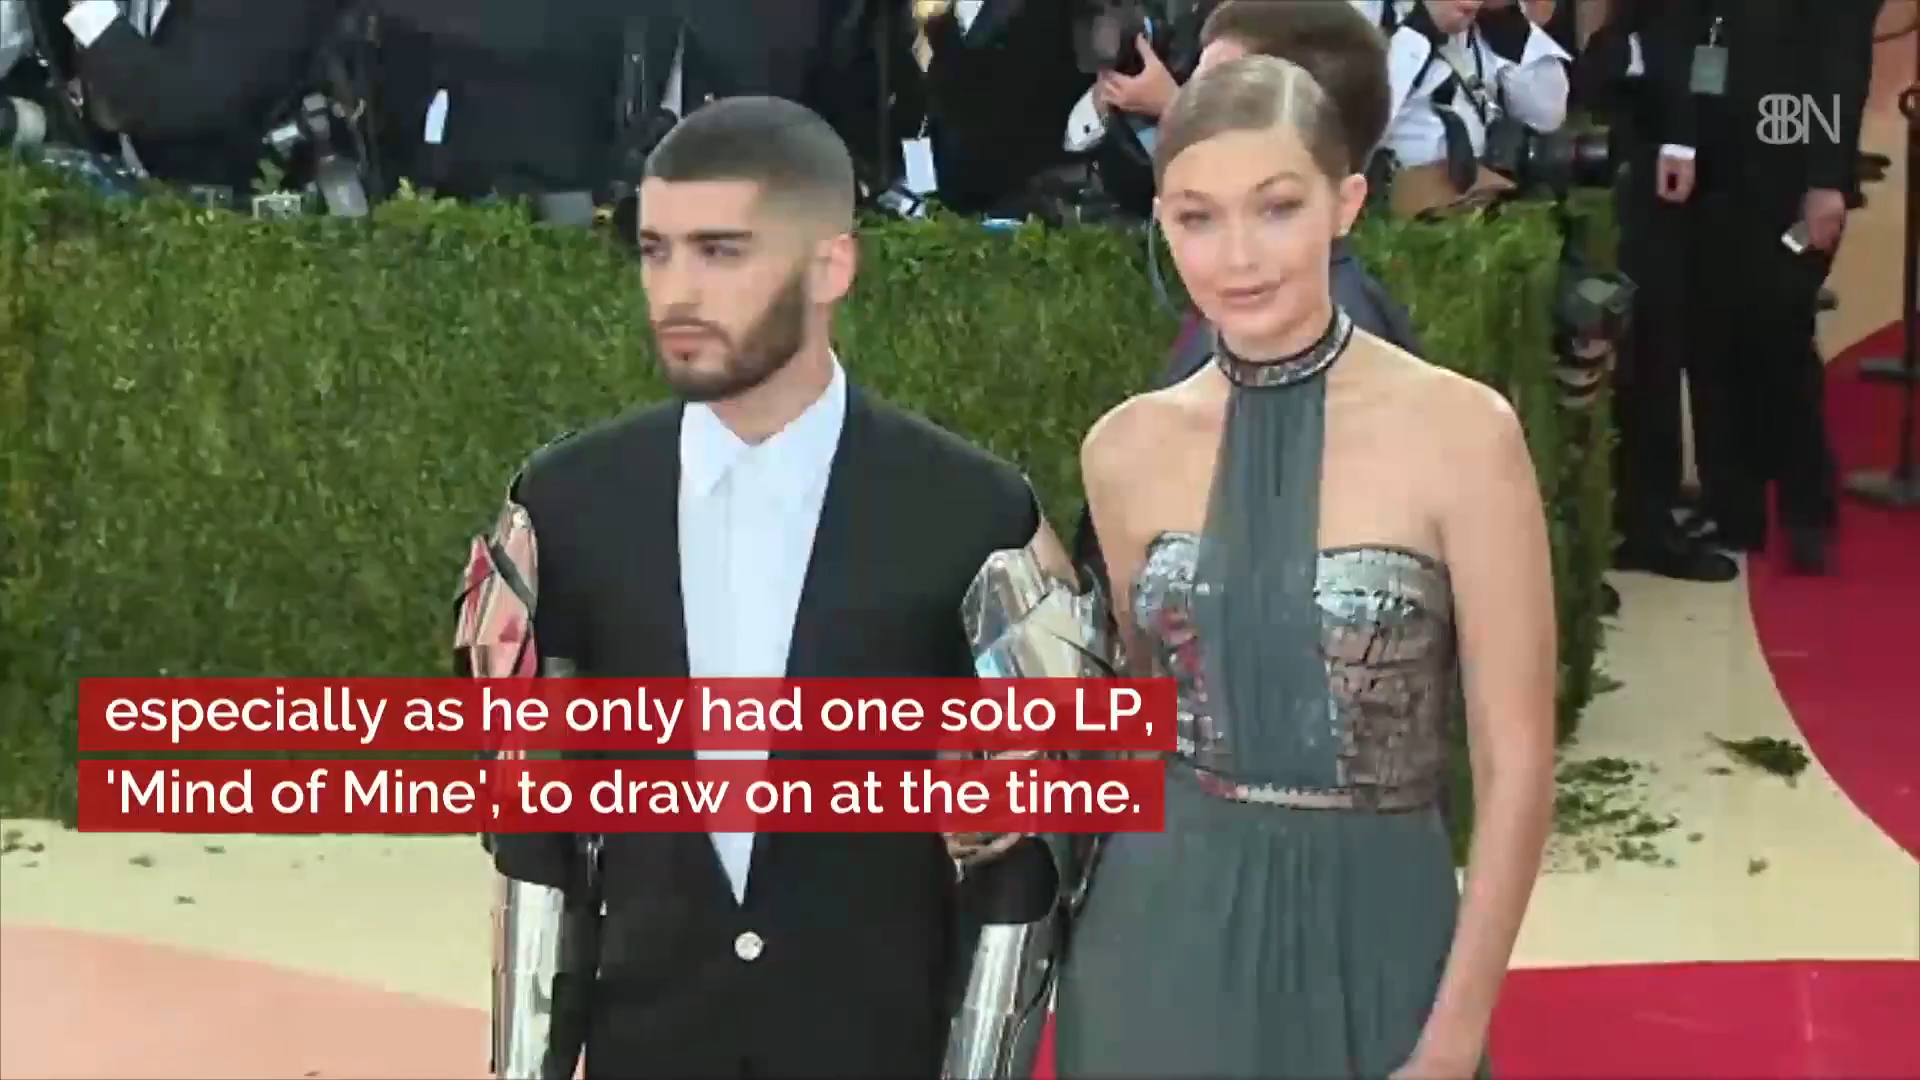 BBN
especially as he only had one solo LP,
'Mind of Mine', to draw on at the time.